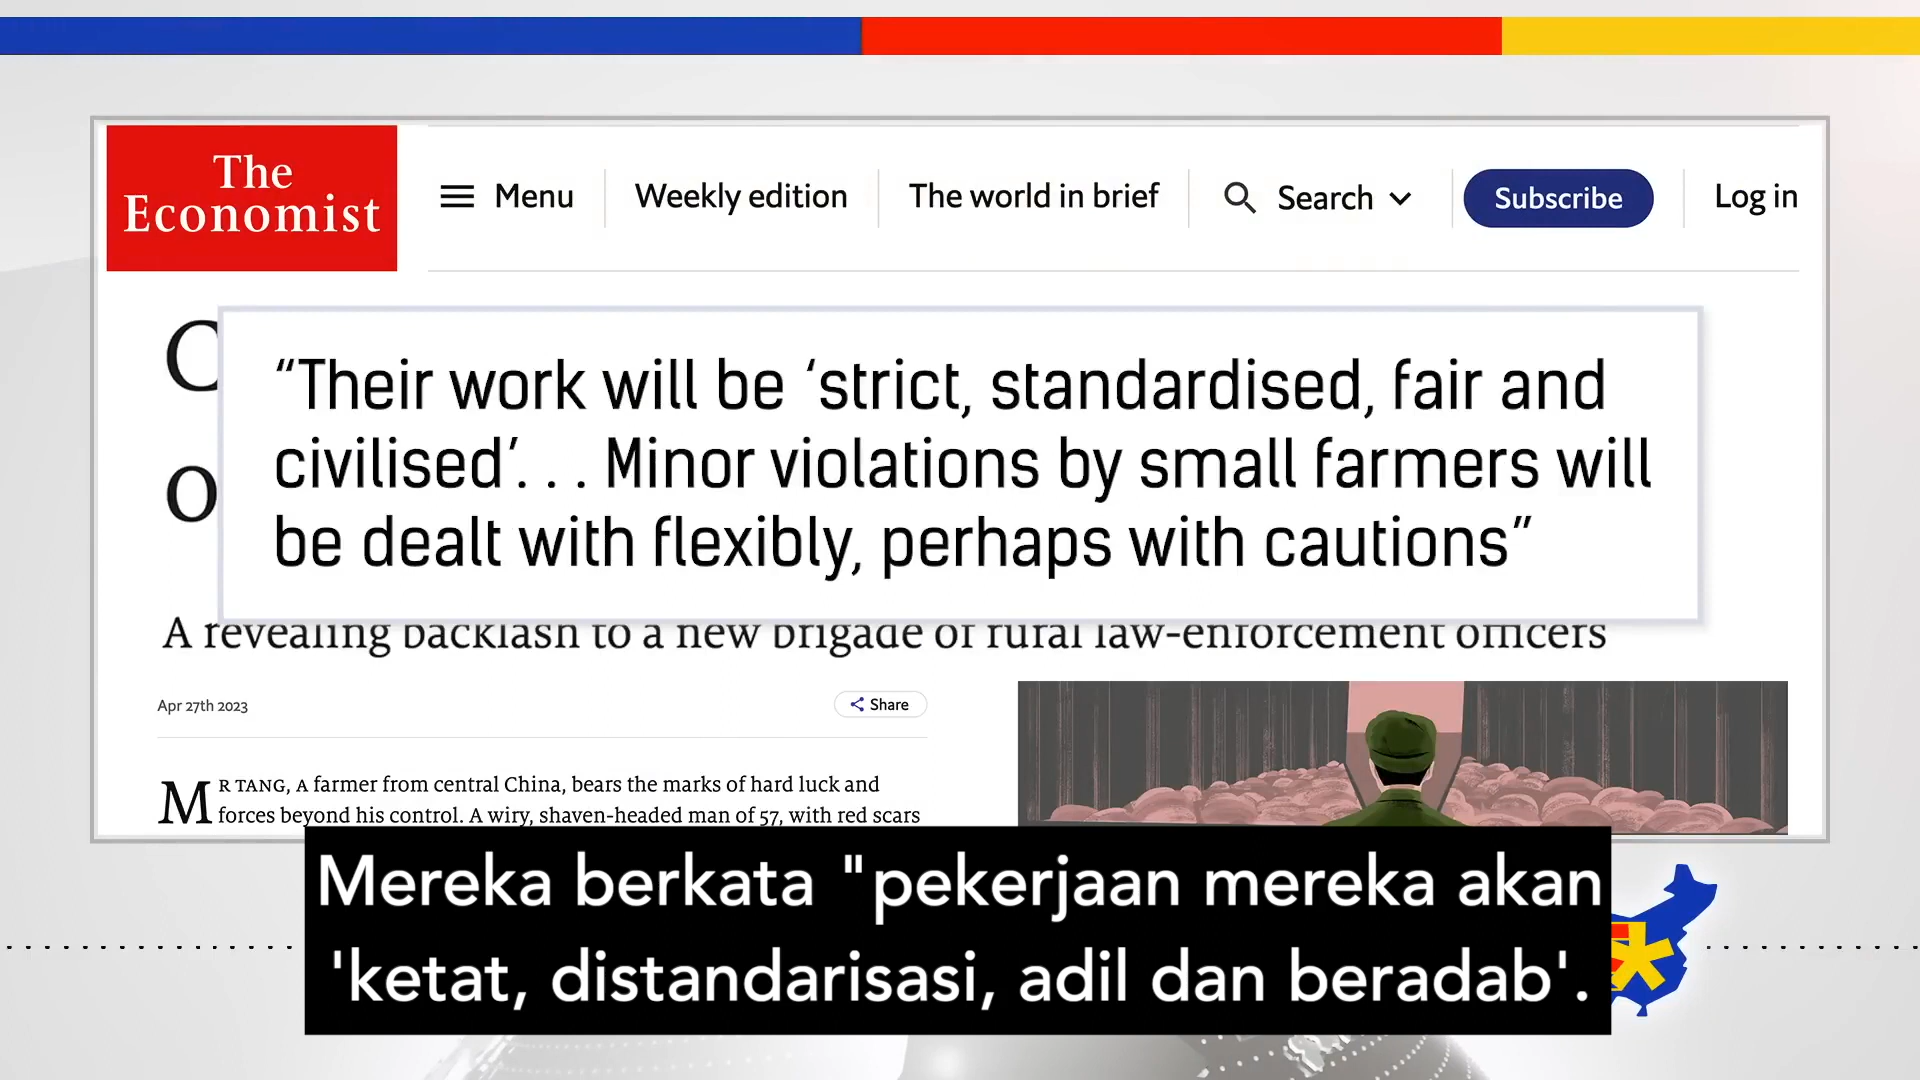 The
Economist
Menu
Weekly edition
The world in brief
Search
Subscribe
Log in
“Their work will be ‘strict, standardised, fair and
civilised’. . . Minor violations by small farmers will
be dealt with flexibly, perhaps with cautions”
A revealing backlash to a new brigade of rural law-enforcement officers
Apr 27th 2023
Share
MR TANG, A farmer from central China, bears the marks of hard luck and
forces beyond his control. A wiry, shaven-headed man of 57, with red scars
Mereka berkata "pekerjaan mereka akan
'ketat, distandarisasi, adil dan beradab'.